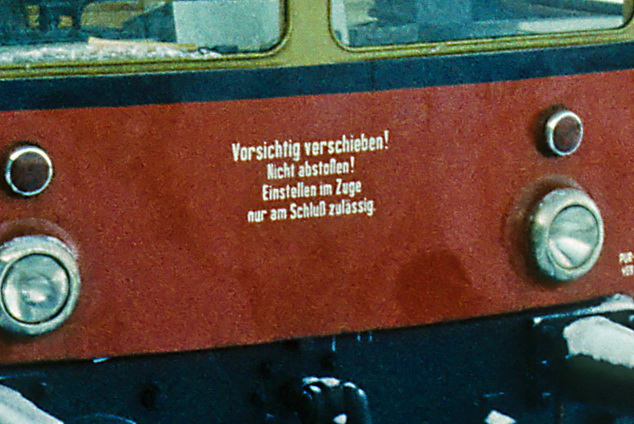 Vorsichtig verschieben!
Nicht abstoßen!
Einstellen im Zuge
nur am Schluß zulässig.